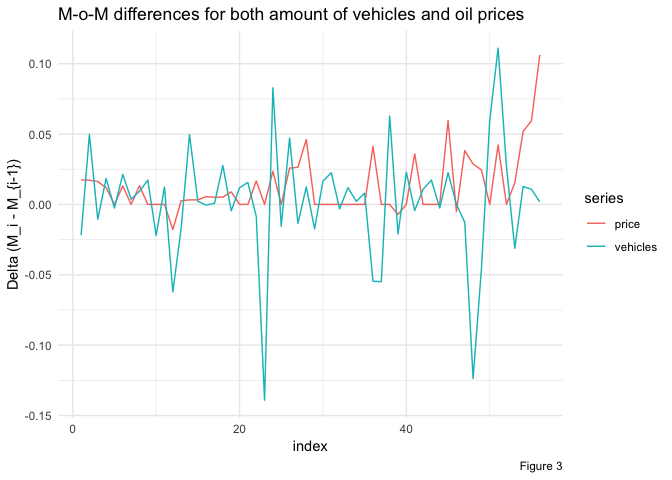 M-o-M differences for both amount of vehicles and oil prices
Delta (M_i - M_{i-1})
0.10
0.05
0.00
-0.05
-0.10
-0.15
0
20
40
index
series
price
vehicles
Figure 3